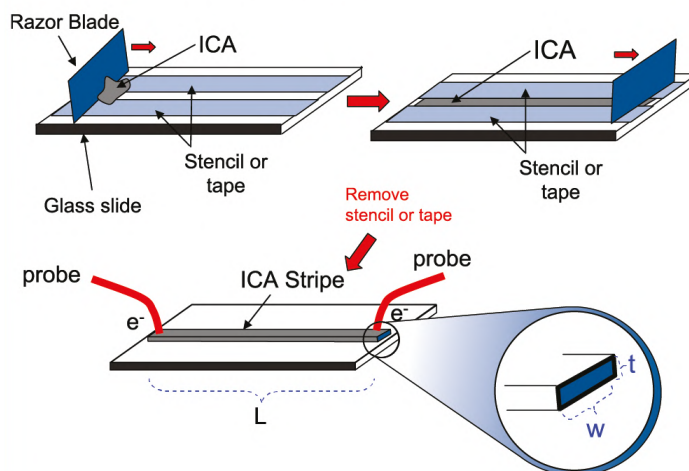 Razor Blade
ICA
Stencil or
tape
Glass slide
ICA
Stencil or
tape
Remove
stencil or tape
probe
ICA Stripe
probe
e-
e-
L
t
w